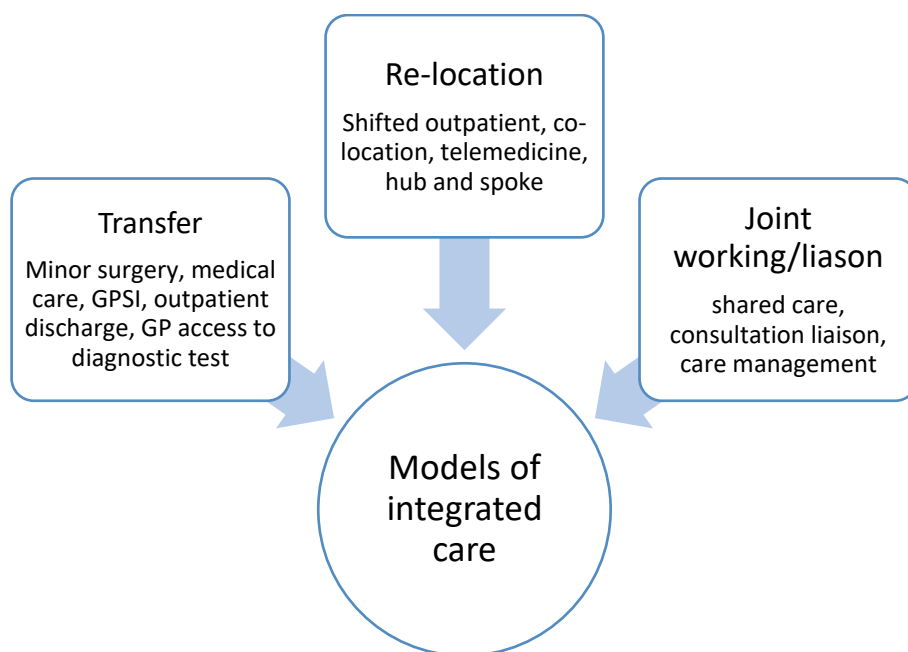 Re-location
Shifted outpatient, co-
location, telemedicine,
hub and spoke
Transfer
Minor surgery, medical
care, GPSI, outpatient
discharge, GP access to
diagnostic test
Joint
working/liason
shared care,
consultation liaison,
care management
Models of
integrated
care